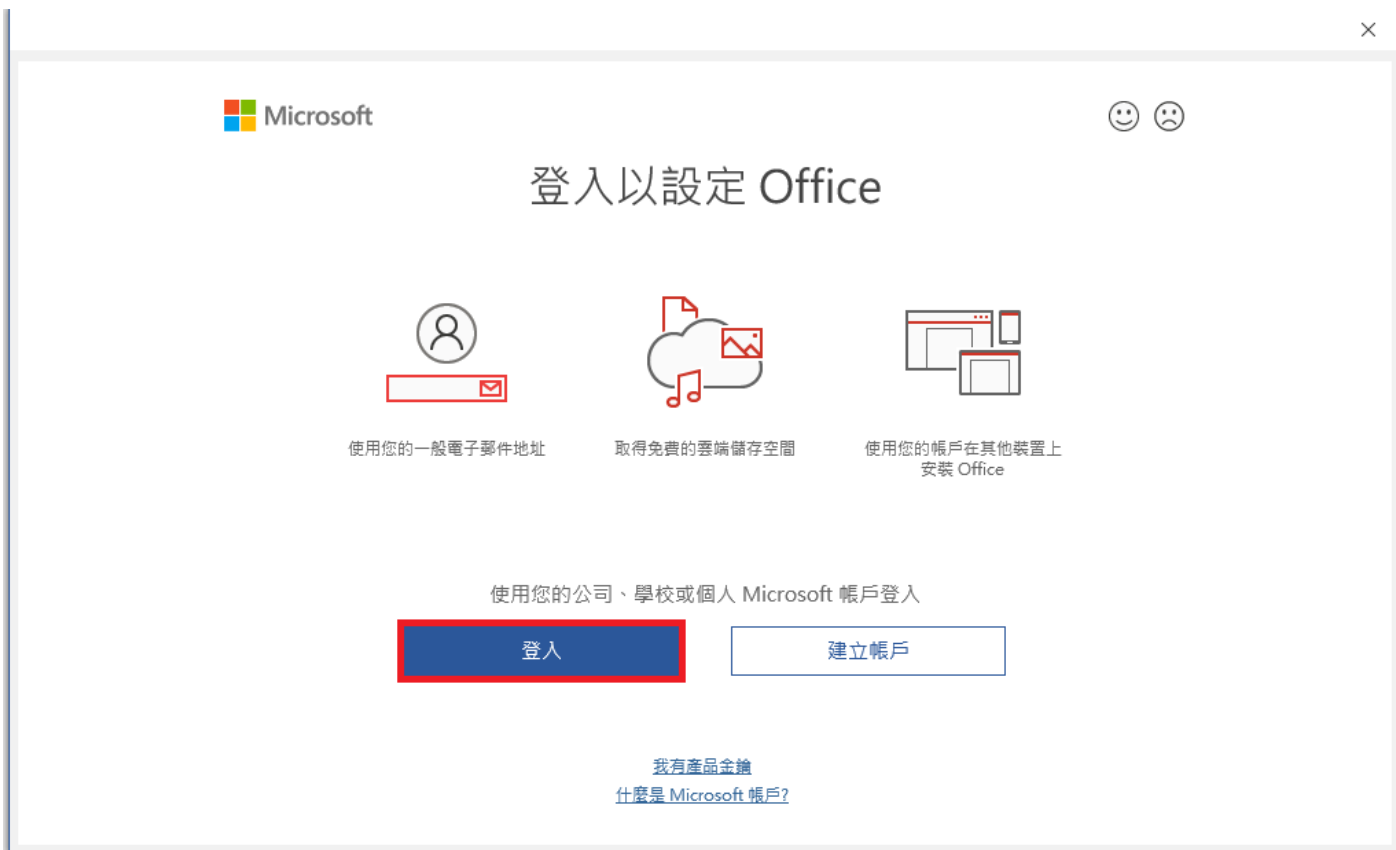 Microsoft
登入以設定 Office
使用您的一般電子郵件地址
取得免費的雲端儲存空間
使用您的帳戶在其他裝置上
安裝 Office
使用您的公司、學校或個人 Microsoft 帳戶登入
登入
建立帳戶
我有產品金鑰
什麼是 Microsoft 帳戶?